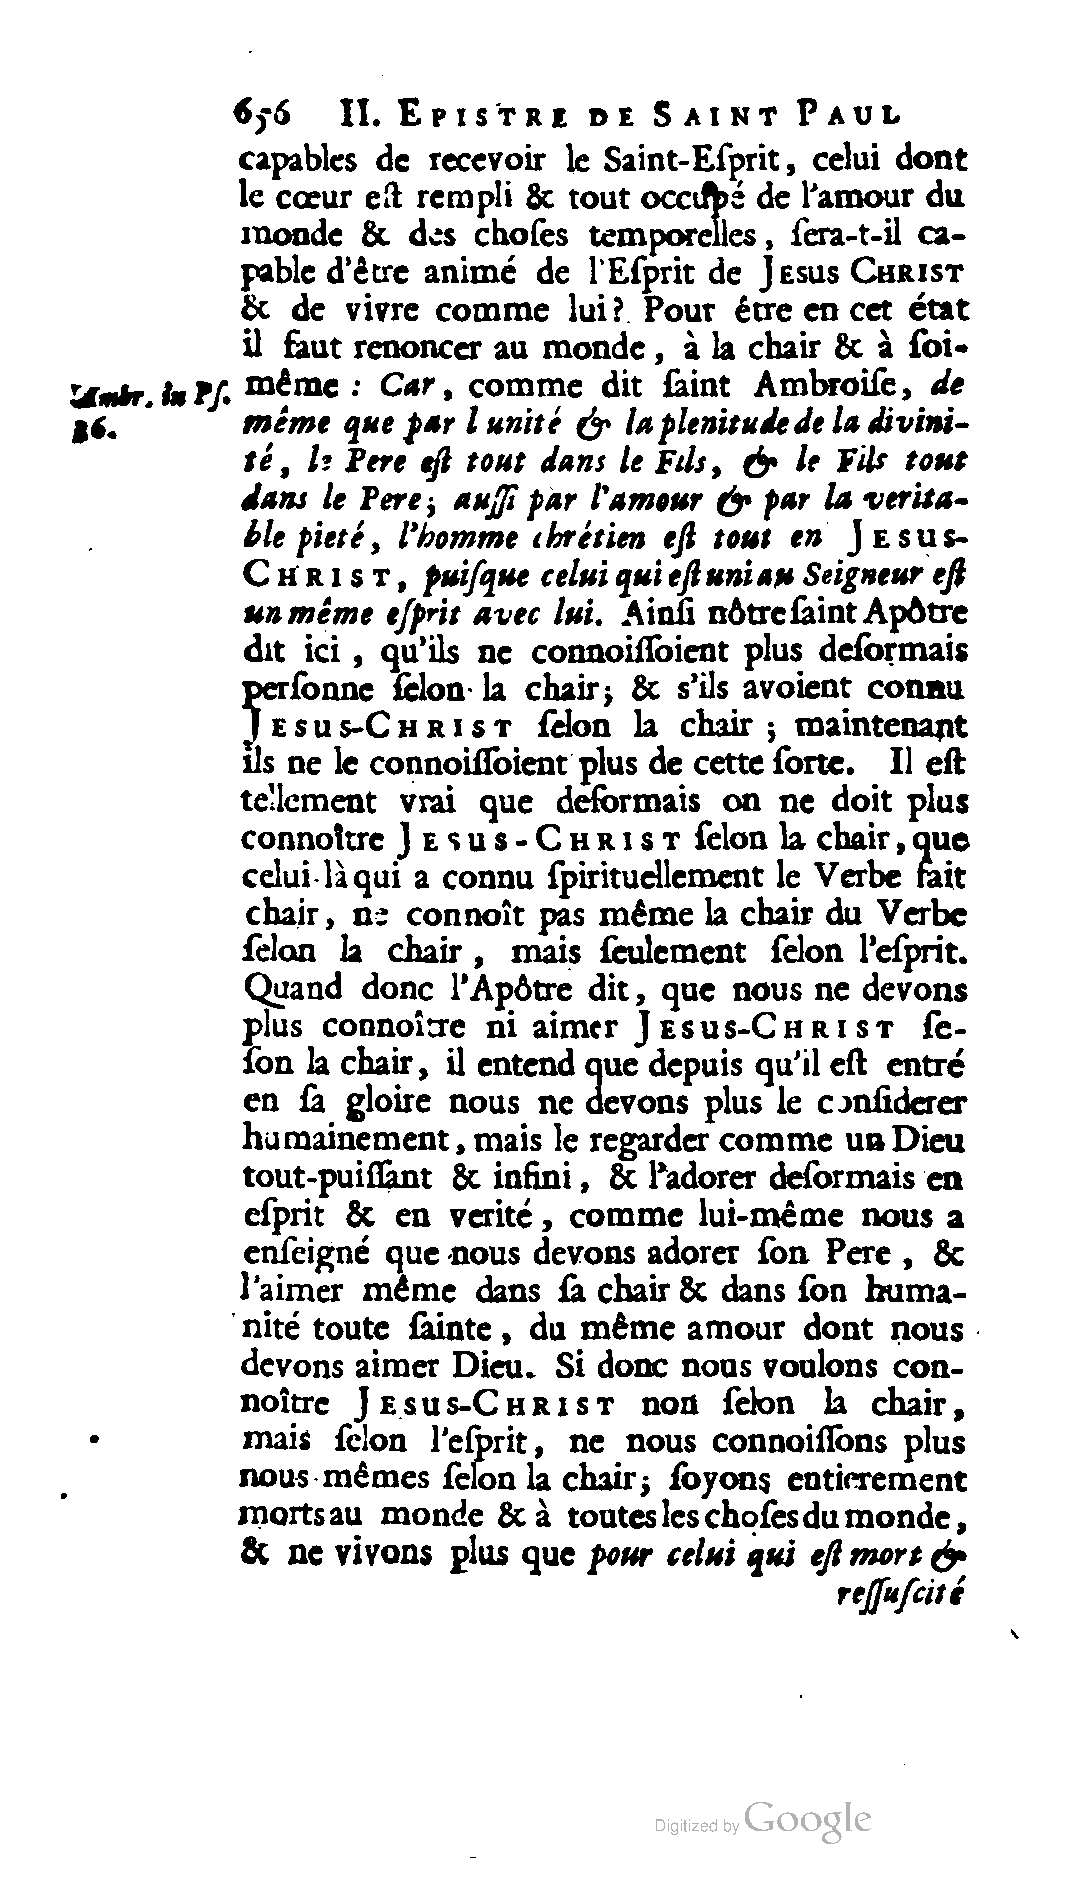 656 II. EPISTRE DE SAINT PAUL
capables de recevoir le Saint-Eſprit, celui dont
le cœur eſt rempli & tout occupé de l'amour du
monde & des choſes temporelles, ſera-t-il ca-
pable d'être animé de l'Eſprit de JESUS CHRIST
& de vivre comme lui? Pour être en cet état
il faut renoncer au monde, à la chair & à ſoi-
même : Car, comme dit ſaint Ambroiſe, de
Ambr. in Pſ.
36.
même que par l unité & la plenitude de la divini-
té, le Pere eſt tout dans le Fils, & le Fils tout
dans le Pere; auſſi par l'amour & par la verita-
ble pieté, l'homme chrétien eſt tout en JESUS-
CHRIST, puiſque celui qui eſt uni au Seigneur eſt
un même eſprit avec lui. Ainſi nôtre ſaint Apôtre
dit ici, qu'ils ne connoiſſoient plus deſormais
perſonne ſelon la chair; & s'ils avoient connu
JESUS-CHRIST ſelon la chair ; maintenant
ils ne le connoiſſoient plus de cette ſorte. Il eſt
tellement vrai que deſormais on ne doit plus
connoître JESUS-CHRIST ſelon la chair, que
celui-là qui a connu ſpirituellement le Verbe fait
chair, ne connoît pas même la chair du Verbe
ſelon la chair, mais ſeulement ſelon l'eſprit.
Quand donc l'Apôtre dit, que nous ne devons
plus connoître ni aimer JESUS-CHRIST ſe-
ſon la chair, il entend que depuis qu'il eſt entré
en ſa gloire nous ne devons plus le conſiderer
humainement, mais le regarder comme un Dieu
tout-puiſſant & infini, & l'adorer deſormais en
eſprit & en verité, comme lui-même nous a
enſeigné que nous devons adorer ſon Pere, &
l'aimer même dans ſa chair & dans ſon huma-
nité toute ſainte, du même amour dont nous
devons aimer Dieu. Si donc nous voulons con-
noître JESUS-CHRIST non ſelon la chair,
mais ſelon l'eſprit, ne nous connoiſſons plus
nous-mêmes ſelon la chair; ſoyons entierement
morts au monde & à toutes les choſes du monde,
& ne vivons plus que pour celui qui eſt mort &
reſſuſcité
Digitized by Google